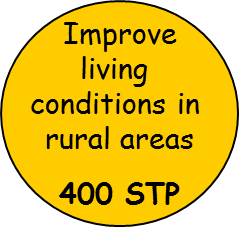 Improve
living
conditions in
rural areas
400 STP